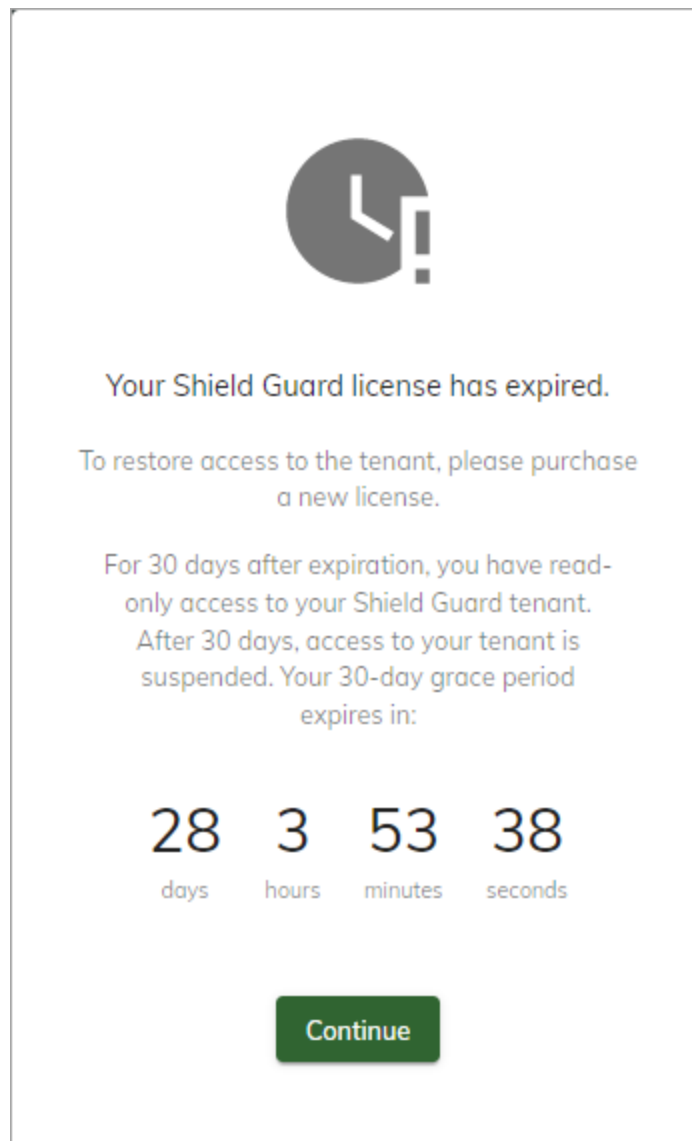 Your Shield Guard license has expired.
To restore access to the tenant, please purchase
a new license.
For 30 days after expiration, you have read-
only access to your Shield Guard tenant.
After 30 days, access to your tenant is
suspended. Your 30-day grace period
expires in:
28 3 53 38
days hours minutes seconds
Continue